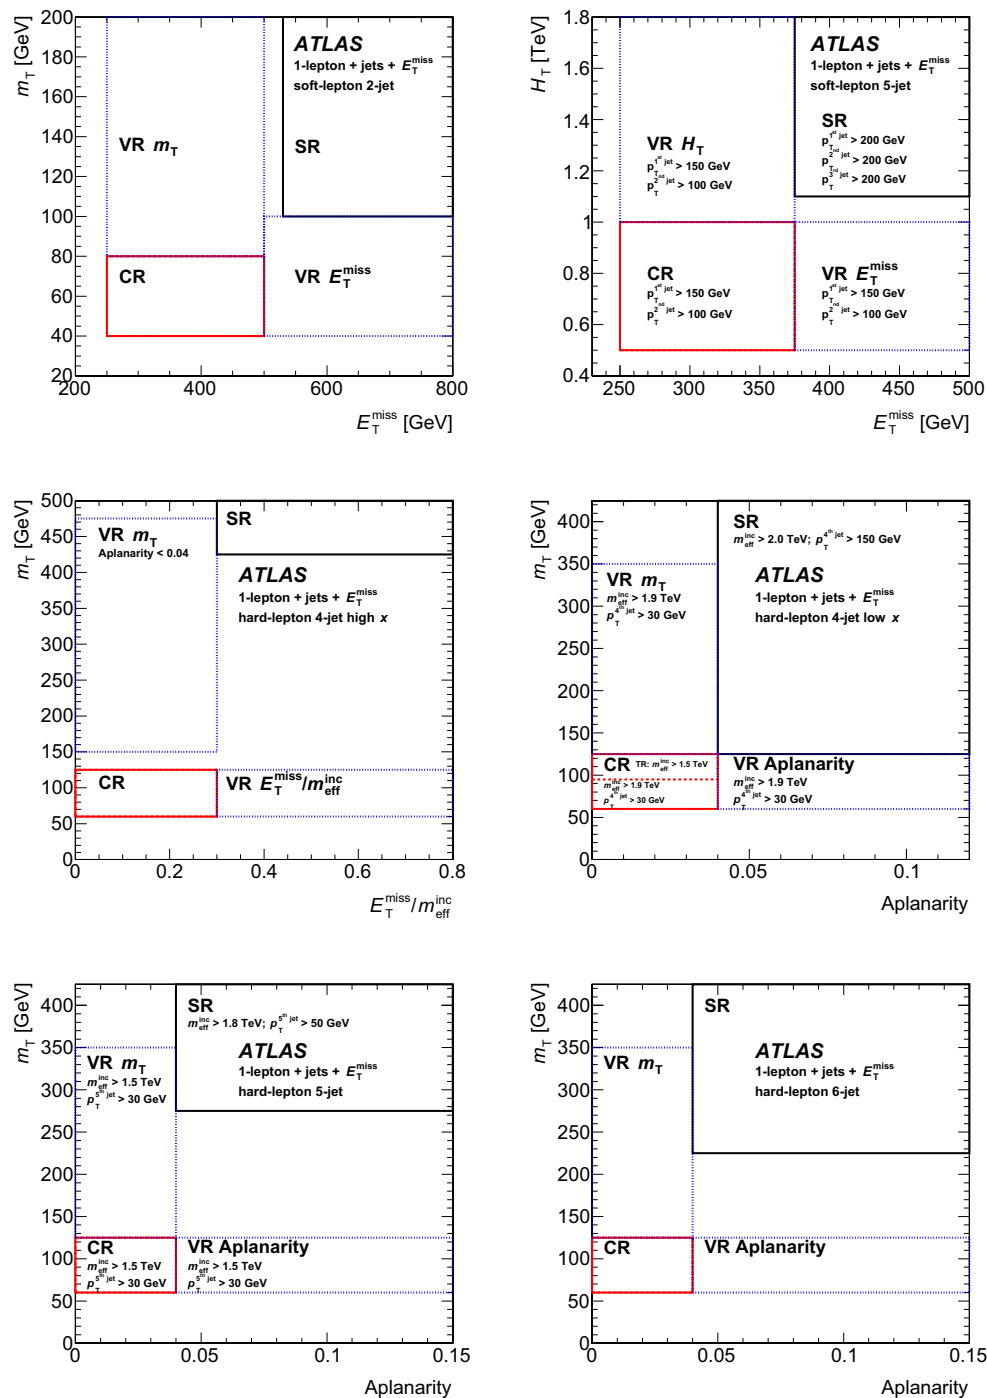 m_T [GeV]
200
180
160
140
120
100
80
60
40
20
ATLAS
1-lepton + jets + E_T^miss
soft-lepton 2-jet
VR m_T
SR
CR
VR E_T^miss
200
400
600
800
E_T^miss [GeV]
H_T [TeV]
1.8
1.6
1.4
1.2
1
0.8
0.6
0.4
ATLAS
1-lepton + jets + E_T^miss
soft-lepton 5-jet
SR
p_T^1st jet > 200 GeV
p_T^2nd jet > 200 GeV
p_T^3rd jet > 200 GeV
VR H_T
p_T^1st jet > 150 GeV
p_T^2nd jet > 100 GeV
CR
p_T^1st jet > 150 GeV
p_T^2nd jet > 100 GeV
VR E_T^miss
p_T^1st jet > 150 GeV
p_T^2nd jet > 100 GeV
250
300
350
400
450
500
E_T^miss [GeV]
m_T [GeV]
500
450
400
350
300
250
200
150
100
50
0
VR m_T
Aplanarity < 0.04
SR
ATLAS
1-lepton + jets + E_T^miss
hard-lepton 4-jet high x
CR
VR E_T^miss/m_eff^inc
0
0.2
0.4
0.6
0.8
E_T^miss/m_eff^inc
m_T [GeV]
400
350
300
250
200
150
100
50
0
SR
m_eff^inc > 2.0 TeV; p_T^4th jet > 150 GeV
VR m_T
m_eff^inc > 1.9 TeV
p_T^4th jet > 30 GeV
ATLAS
1-lepton + jets + E_T^miss
hard-lepton 4-jet low x
CR TR: m_eff^inc > 1.5 TeV
m_eff^inc > 1.9 TeV
p_T^4th jet > 30 GeV
VR Aplanarity
m_eff^inc > 1.9 TeV
p_T^4th jet > 30 GeV
0
0.05
0.1
Aplanarity
m_T [GeV]
400
350
300
250
200
150
100
50
0
SR
m_eff^inc > 1.8 TeV; p_T^5th jet > 50 GeV
VR m_T
m_eff^inc > 1.5 TeV
p_T^5th jet > 30 GeV
ATLAS
1-lepton + jets + E_T^miss
hard-lepton 5-jet
CR
m_eff^inc > 1.5 TeV
p_T^5th jet > 30 GeV
VR Aplanarity
m_eff^inc > 1.5 TeV
p_T^5th jet > 30 GeV
0
0.05
0.1
0.15
Aplanarity
m_T [GeV]
400
350
300
250
200
150
100
50
0
SR
VR m_T
ATLAS
1-lepton + jets + E_T^miss
hard-lepton 6-jet
CR
VR Aplanarity
0
0.05
0.1
0.15
Aplanarity